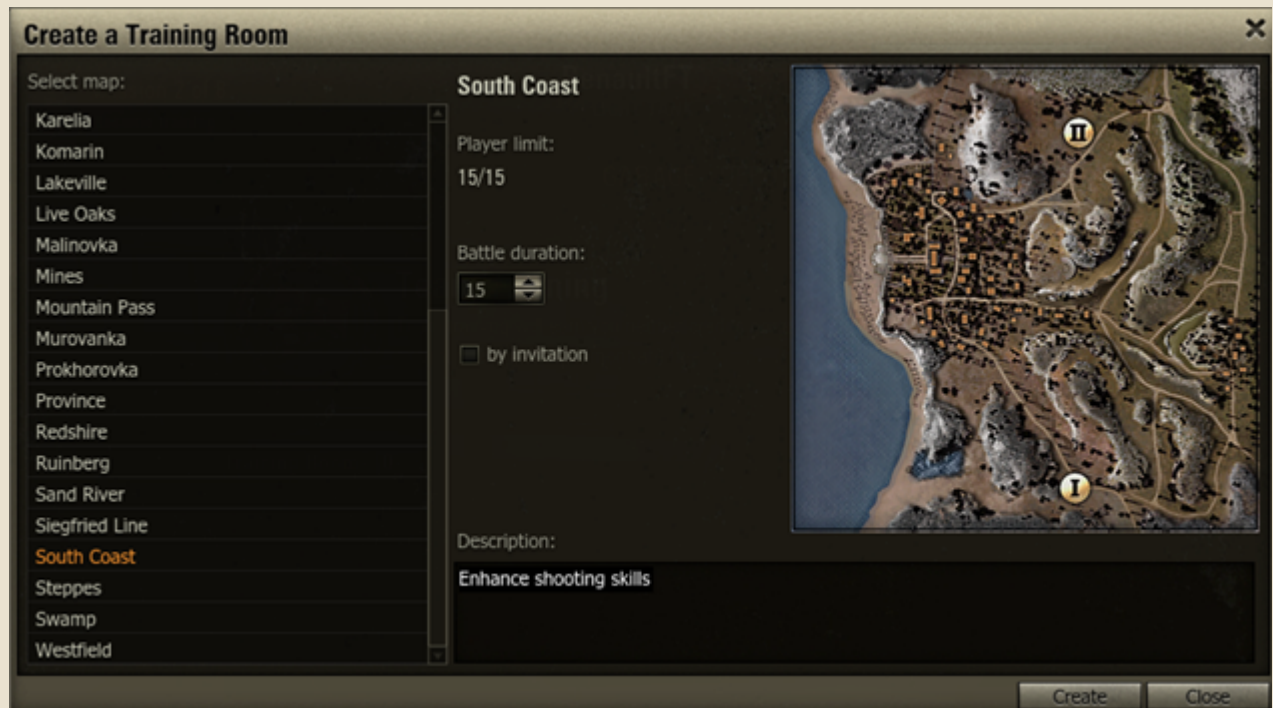 Create a Training Room
Select map:
Karelia
Komarin
Lakeville
Live Oaks
Malinovka
Mines
Mountain Pass
Murovanka
Prokhorovka
Province
Redshire
Ruinberg
Sand River
Siegfried Line
South Coast
Steppes
Swamp
Westfield
South Coast
Player limit:
15/15
Battle duration:
15
by invitation
II
I
Description:
Enhance shooting skills
Create
Close